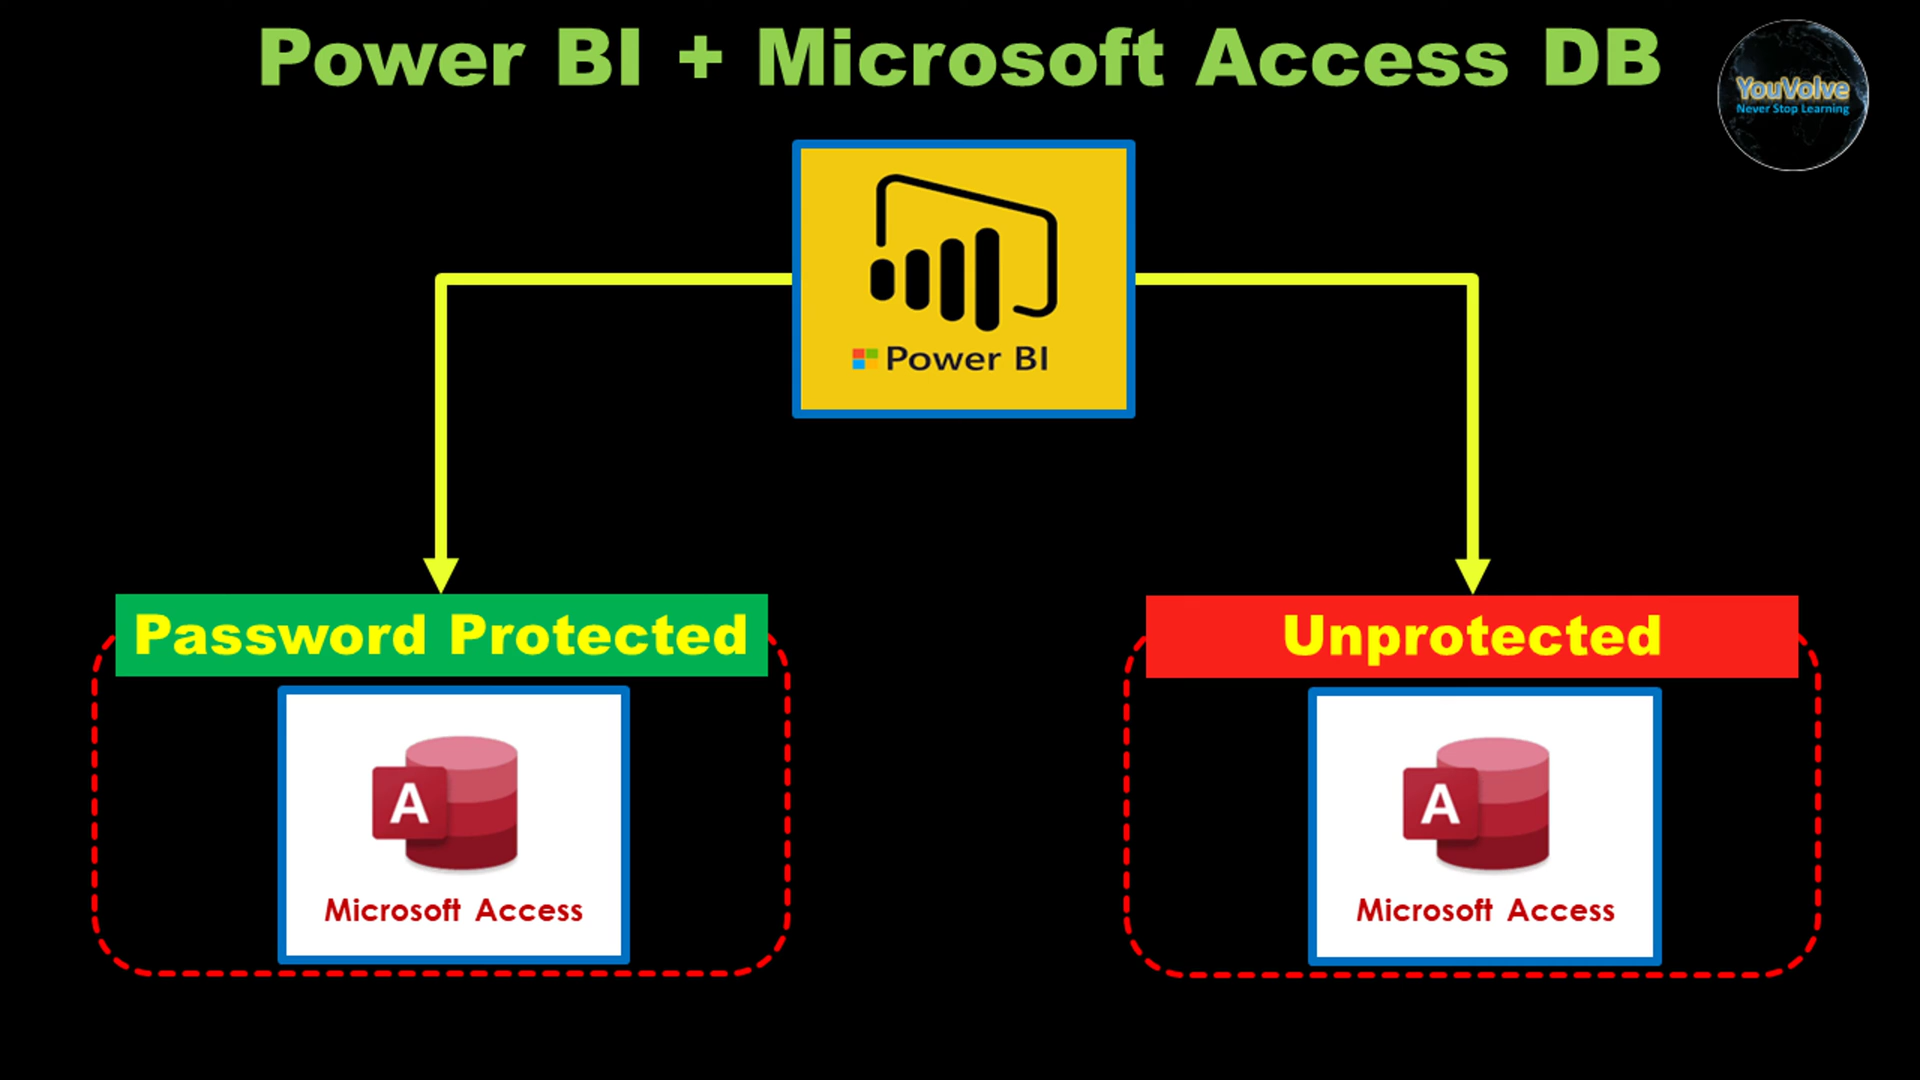 Power BI + Microsoft Access DB
YouVolve
Never Stop Learning
Power BI
Password Protected
Unprotected
A
Microsoft Access
A
Microsoft Access